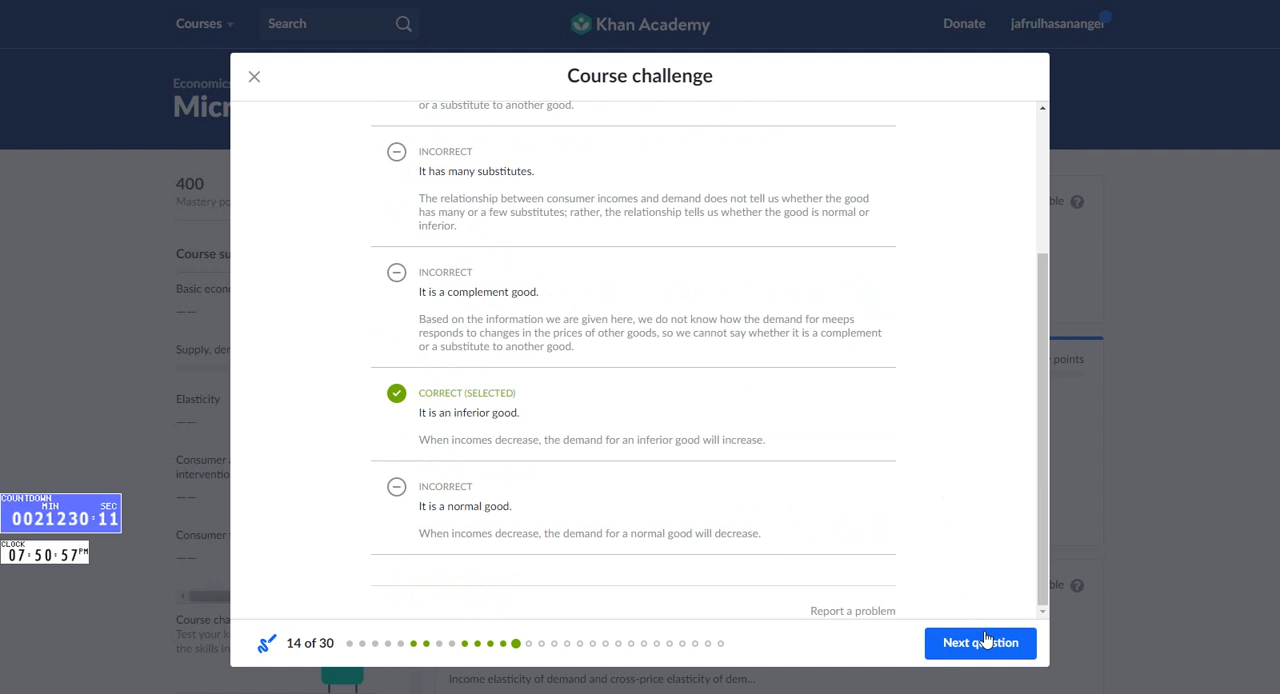 Courses
Search
Khan Academy
Donate
jafrulhasananger
Economics
Micr
Course challenge
400
Mastery po
Course su
Basic econ
——
Supply, den
Elasticity
——
Consumer a
interventio
——
Consumer
——
Course cha
Test your k
the skills in
or a substitute to another good.
INCORRECT
It has many substitutes.
The relationship between consumer incomes and demand does not tell us whether the good
has many or a few substitutes; rather, the relationship tells us whether the good is normal or
inferior.
INCORRECT
It is a complement good.
Based on the information we are given here, we do not know how the demand for meeps
responds to changes in the prices of other goods, so we cannot say whether it is a complement
or a substitute to another good.
CORRECT (SELECTED)
It is an inferior good.
When incomes decrease, the demand for an inferior good will increase.
INCORRECT
It is a normal good.
When incomes decrease, the demand for a normal good will decrease.
Report a problem
14 of 30
Next question
ble ?
points
ble ?
COUNTDOWN
MIN SEC
0021230:11
CLOCK
07:50:57 PM
Income elasticity of demand and cross-price elasticity of dem...